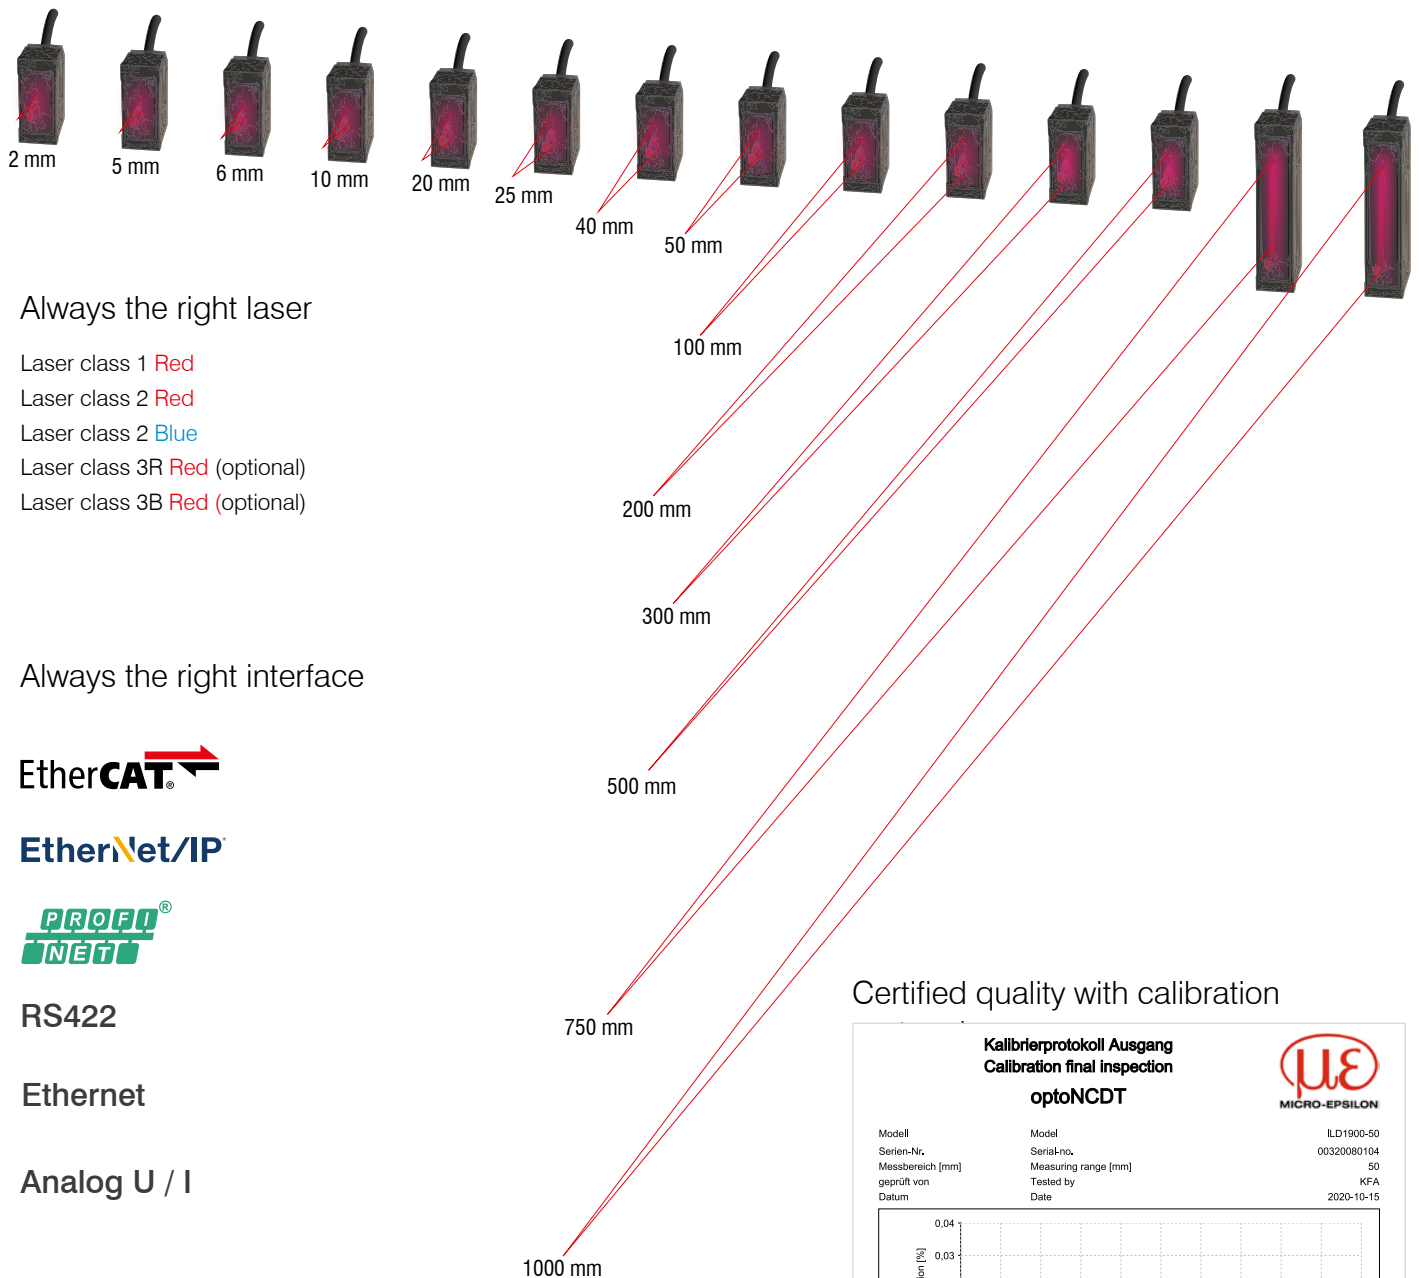 2 mm
5 mm
6 mm
10 mm
20 mm
25 mm
40 mm
50 mm
100 mm
200 mm
300 mm
500 mm
750 mm
1000 mm
Always the right laser
Laser class 1 Red
Laser class 2 Red
Laser class 2 Blue
Laser class 3R Red (optional)
Laser class 3B Red (optional)
Always the right interface
EtherCAT®
EtherNet/IP
PROFI®
NET
RS422
Ethernet
Analog U / I
Certified quality with calibration
Kalibrierprotokoll Ausgang
Calibration final inspection
optoNCDT
με
MICRO-EPSILON
Modell Model ILD1900-50
Serien-Nr. Serial-no. 00320080104
Messbereich [mm] Measuring range [mm] 50
geprüft von Tested by KFA
Datum Date 2020-10-15
0,04
0,03
[%]